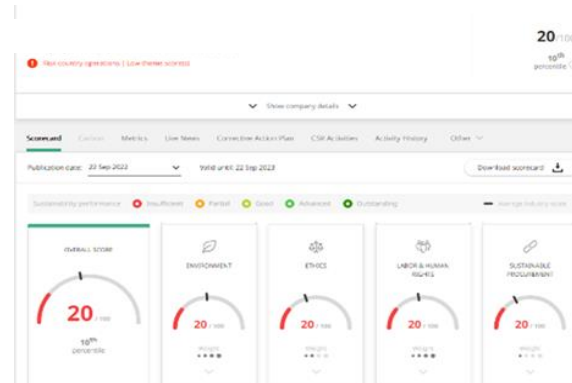 20 /100
10th
percentile
Risk country operations | Low theme score(s)
Show company details
Scorecard Carbon Metrics Live News Corrective Action Plan CSR Activities Activity History Other
Publication date: 22 Sep 2022 Valid until: 22 Sep 2023 Download scorecard
Sustainability performance Insufficient Partial Good Advanced Outstanding Average industry score
OVERALL SCORE
20 / 100
10th
percentile
ENVIRONMENT
20 / 100
Weight
ETHICS
20 / 100
Weight
LABOR & HUMAN
RIGHTS
20 / 100
Weight
SUSTAINABLE
PROCUREMENT
20 / 100
Weight